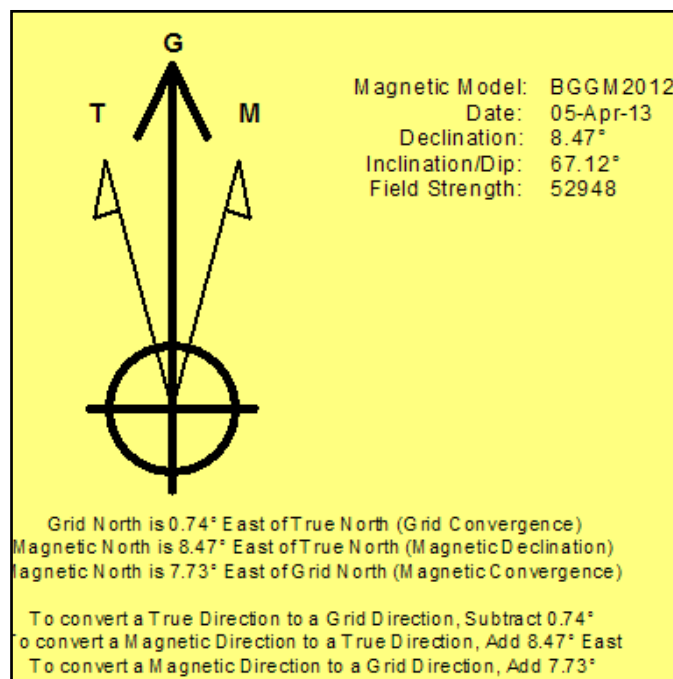 G
T
M
Magnetic Model: BGGM2012
Date: 05-Apr-13
Declination: 8.47°
Inclination/Dip: 67.12°
Field Strength: 52948
Grid North is 0.74° East of True North (Grid Convergence)
Magnetic North is 8.47° East of True North (Magnetic Declination)
Magnetic North is 7.73° East of Grid North (Magnetic Convergence)
To convert a True Direction to a Grid Direction, Subtract 0.74°
To convert a Magnetic Direction to a True Direction, Add 8.47° East
To convert a Magnetic Direction to a Grid Direction, Add 7.73°